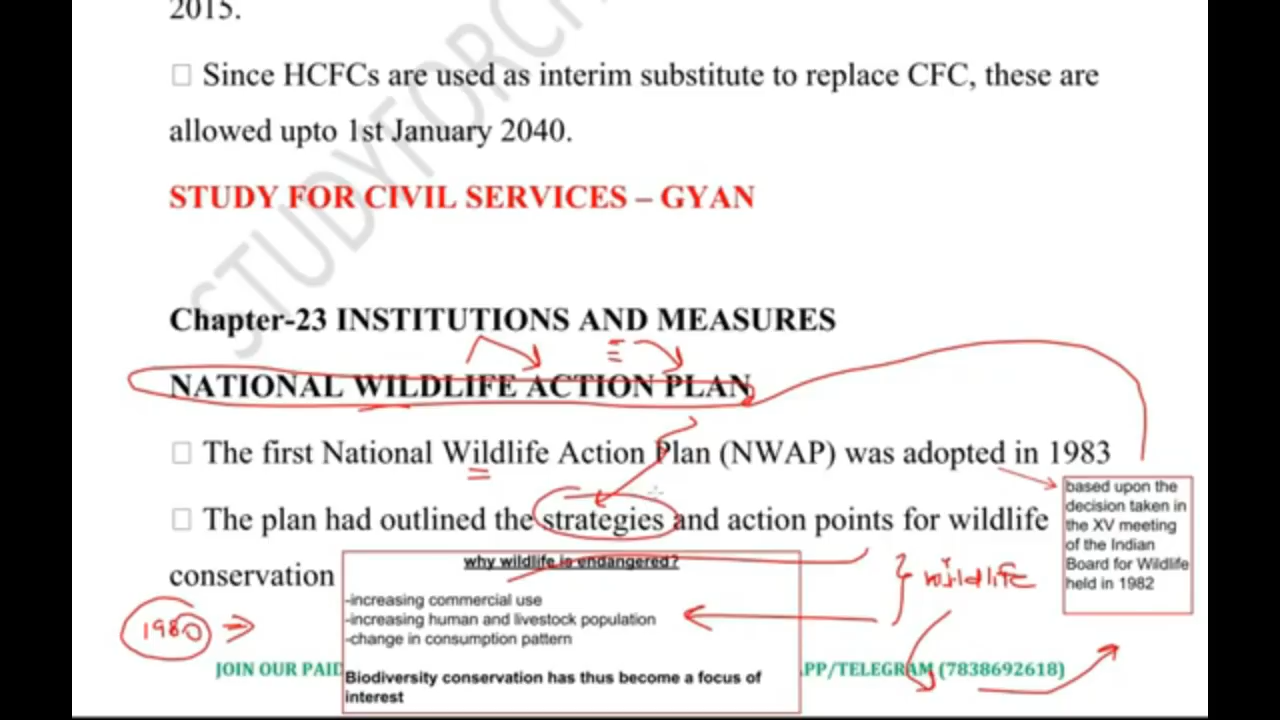 2015.
□ Since HCFCs are used as interim substitute to replace CFC, these are
allowed upto 1st January 2040.
STUDY FOR CIVIL SERVICES – GYAN
Chapter-23 INSTITUTIONS AND MEASURES
NATIONAL WILDLIFE ACTION PLAN
□ The first National Wildlife Action Plan (NWAP) was adopted in 1983
based upon the
decision taken in
the XV meeting
of the Indian
Board for Wildlife
held in 1982
□ The plan had outlined the strategies and action points for wildlife
conservation
why wildlife is endangered?
-increasing commercial use
-increasing human and livestock population
-change in consumption pattern
Biodiversity conservation has thus become a focus of
interest
wildlife
1980
JOIN OUR PAID
APP/TELEGRAM (7838692618)
STUDYFORC